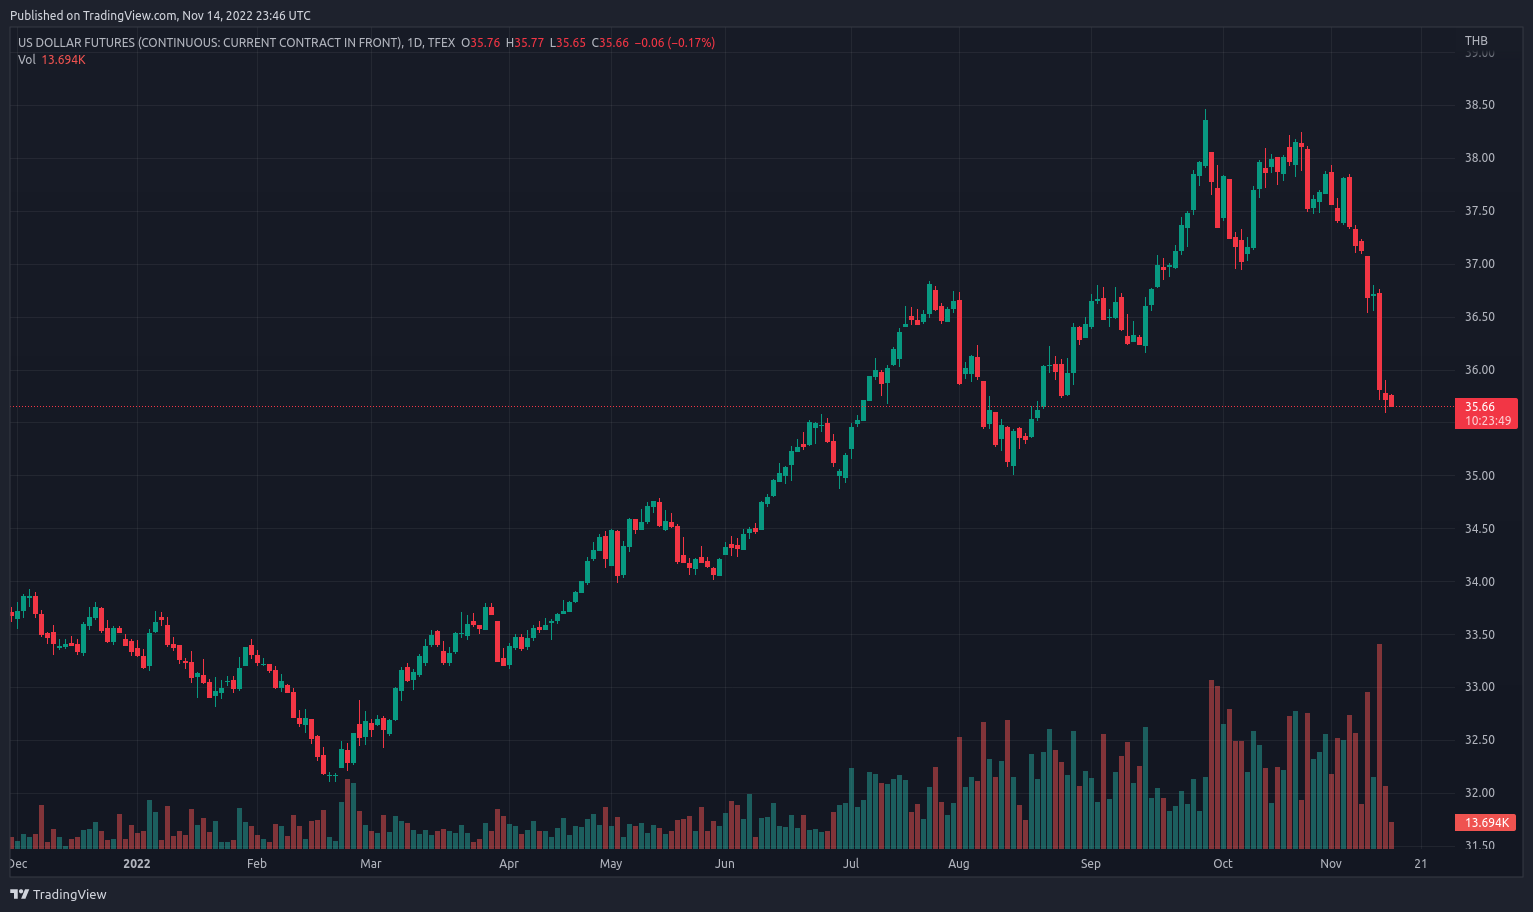 Published on TradingView.com, Nov 14, 2022 23:46 UTC
US DOLLAR FUTURES (CONTINUOUS: CURRENT CONTRACT IN FRONT), 1D, TFEX O35.76 H35.77 L35.65 C35.66 −0.06 (−0.17%)
Vol 13.694K
THB
39.00
38.50
38.00
37.50
37.00
36.50
36.00
35.66
10:23:49
35.00
34.50
34.00
33.50
33.00
32.50
32.00
13.694K
31.50
Dec 2022 Feb Mar Apr May Jun Jul Aug Sep Oct Nov 21
TradingView